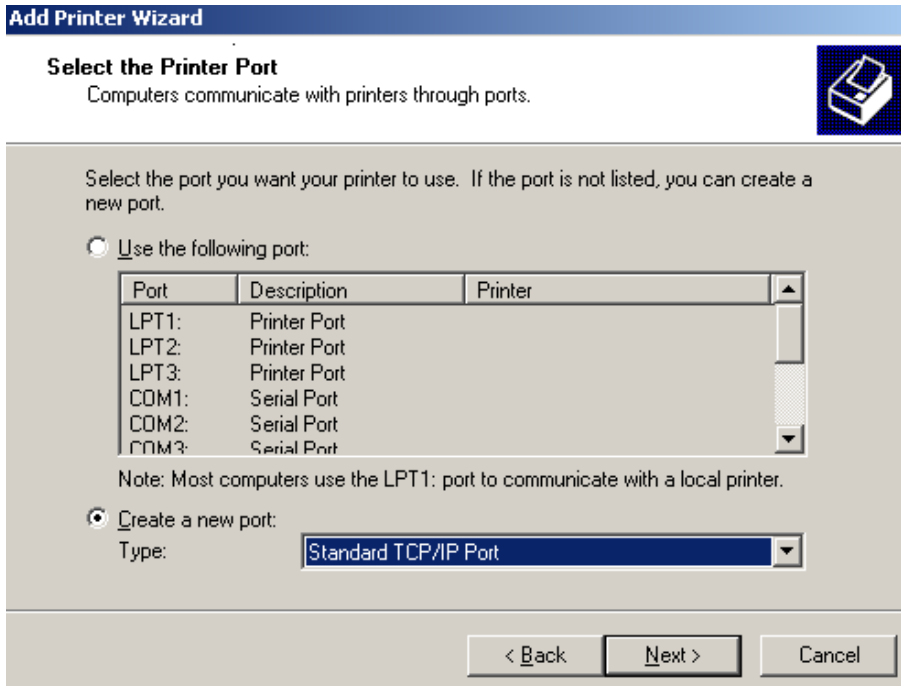 Add Printer Wizard
Select the Printer Port
Computers communicate with printers through ports.
Select the port you want your printer to use. If the port is not listed, you can create a
new port.
Use the following port:
Port Description Printer
LPT1: Printer Port
LPT2: Printer Port
LPT3: Printer Port
COM1: Serial Port
COM2: Serial Port
COM3: Serial Port
Note: Most computers use the LPT1: port to communicate with a local printer.
Create a new port:
Type: Standard TCP/IP Port
< Back Next > Cancel